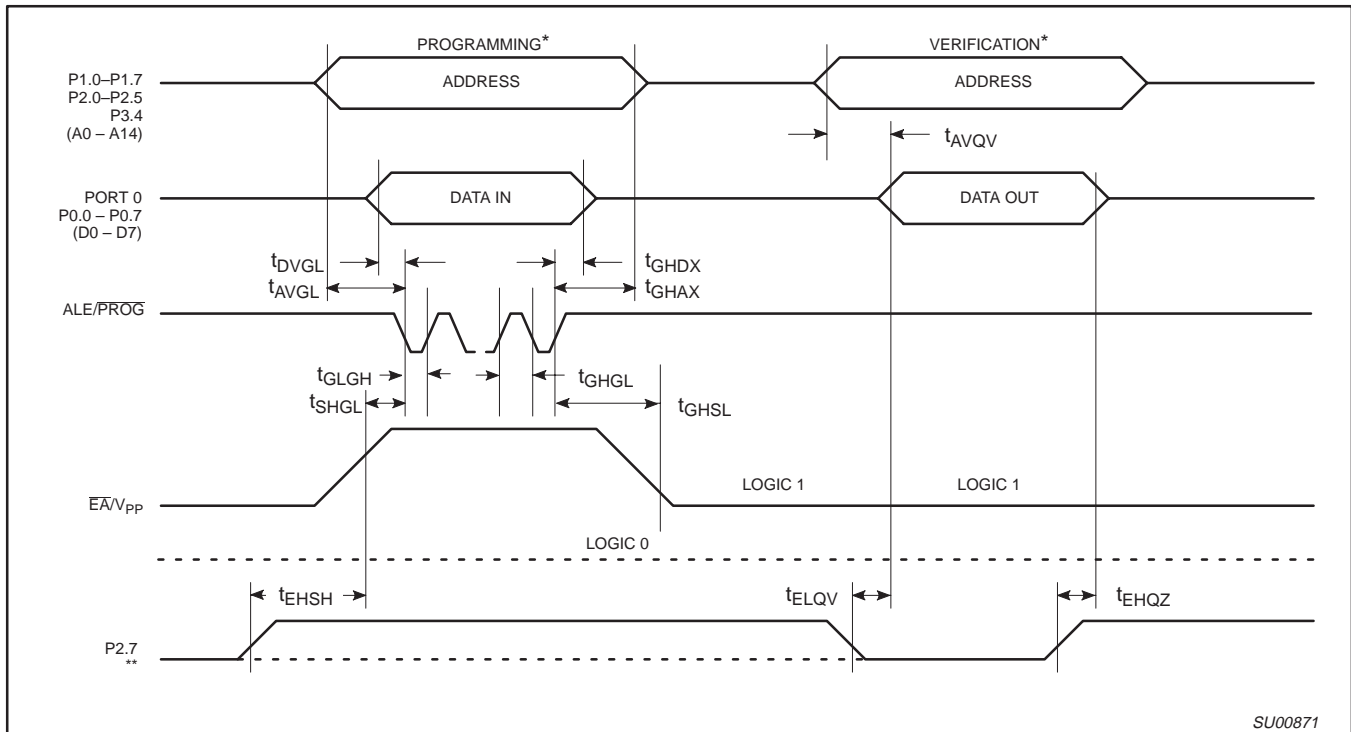 PROGRAMMING*
VERIFICATION*
P1.0–P1.7
P2.0–P2.5
P3.4
(A0 – A14)
ADDRESS
ADDRESS
tAVQV
PORT 0
P0.0 – P0.7
(D0 – D7)
DATA IN
DATA OUT
tDVGL
tGHDX
tAVGL
tGHAX
ALE/PROG
tGLGH
tGHGL
tSHGL
tGHSL
LOGIC 1
LOGIC 1
EA/VPP
LOGIC 0
tEHSH
tELQV
tEHQZ
P2.7
**
SU00871